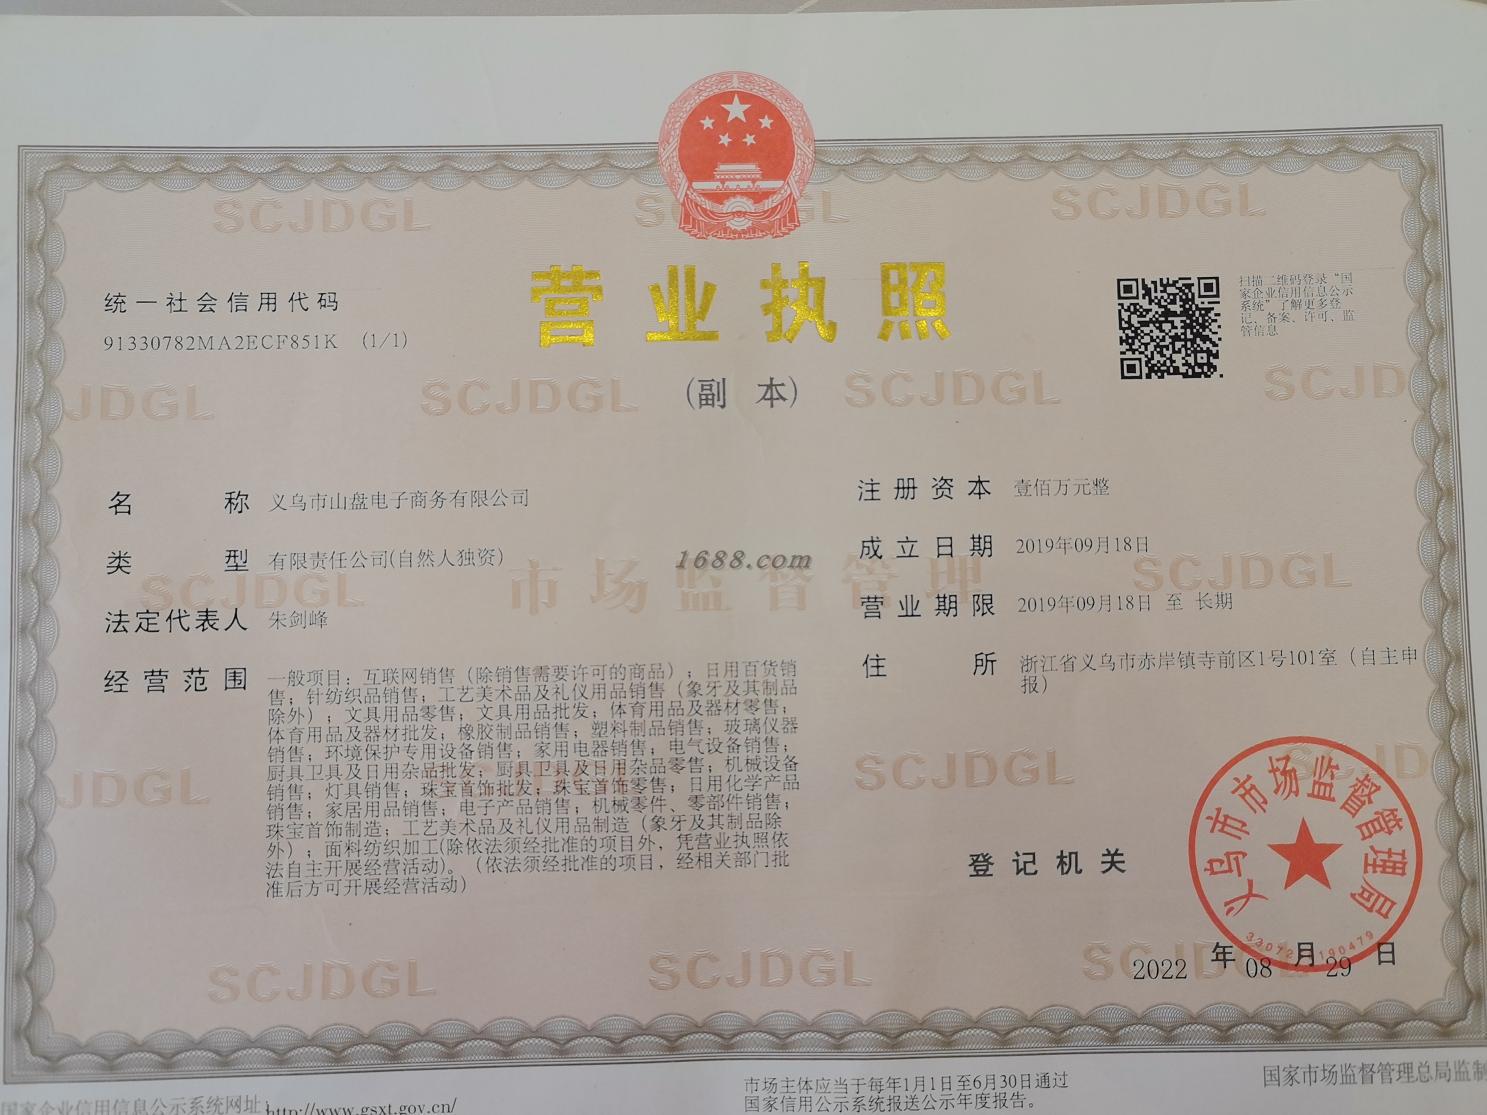 SCJDGL
统一社会信用代码
91330782MA2ECF851K (1/1)
营业执照
(副 本)
扫描二维码登录“国
家企业信用信息公示
系统”了解更多登
记、备案、许可、监
管信息
名 称 义乌市山盘电子商务有限公司
类 型 有限责任公司(自然人独资)
法定代表人 朱剑峰
经营范围 一般项目：互联网销售（除销售需要许可的商品）；日用百货销
售；针纺织品销售；工艺美术品及礼仪用品销售（象牙及其制品
除外）；文具用品零售；文具用品批发；体育用品及器材零售；
体育用品及器材批发；橡胶制品销售；塑料制品销售；玻璃仪器
销售；环境保护专用设备销售；家用电器销售；电气设备销售；
厨具卫具及日用杂品批发；厨具卫具及日用杂品零售；机械设备
销售；灯具销售；珠宝首饰批发；珠宝首饰零售；日用化学产品
销售；家居用品销售；电子产品销售；机械零件、零部件销售；
珠宝首饰制造；工艺美术品及礼仪用品制造（象牙及其制品除
外）；面料纺织加工(除依法须经批准的项目外，凭营业执照依
法自主开展经营活动)。（依法须经批准的项目，经相关部门批
准后方可开展经营活动）
注册资本 壹佰万元整
成立日期 2019年09月18日
营业期限 2019年09月18日 至 长期
住 所 浙江省义乌市赤岸镇寺前区1号101室（自主申
报）
1688.com
市场监督管理
登记机关
义乌市市场监督管理局
2022 年 08 月 29 日
国家企业信用信息公示系统网址：http://www.gsxt.gov.cn/
市场主体应当于每年1月1日至6月30日通过
国家信用公示系统报送公示年度报告。
国家市场监督管理总局监制